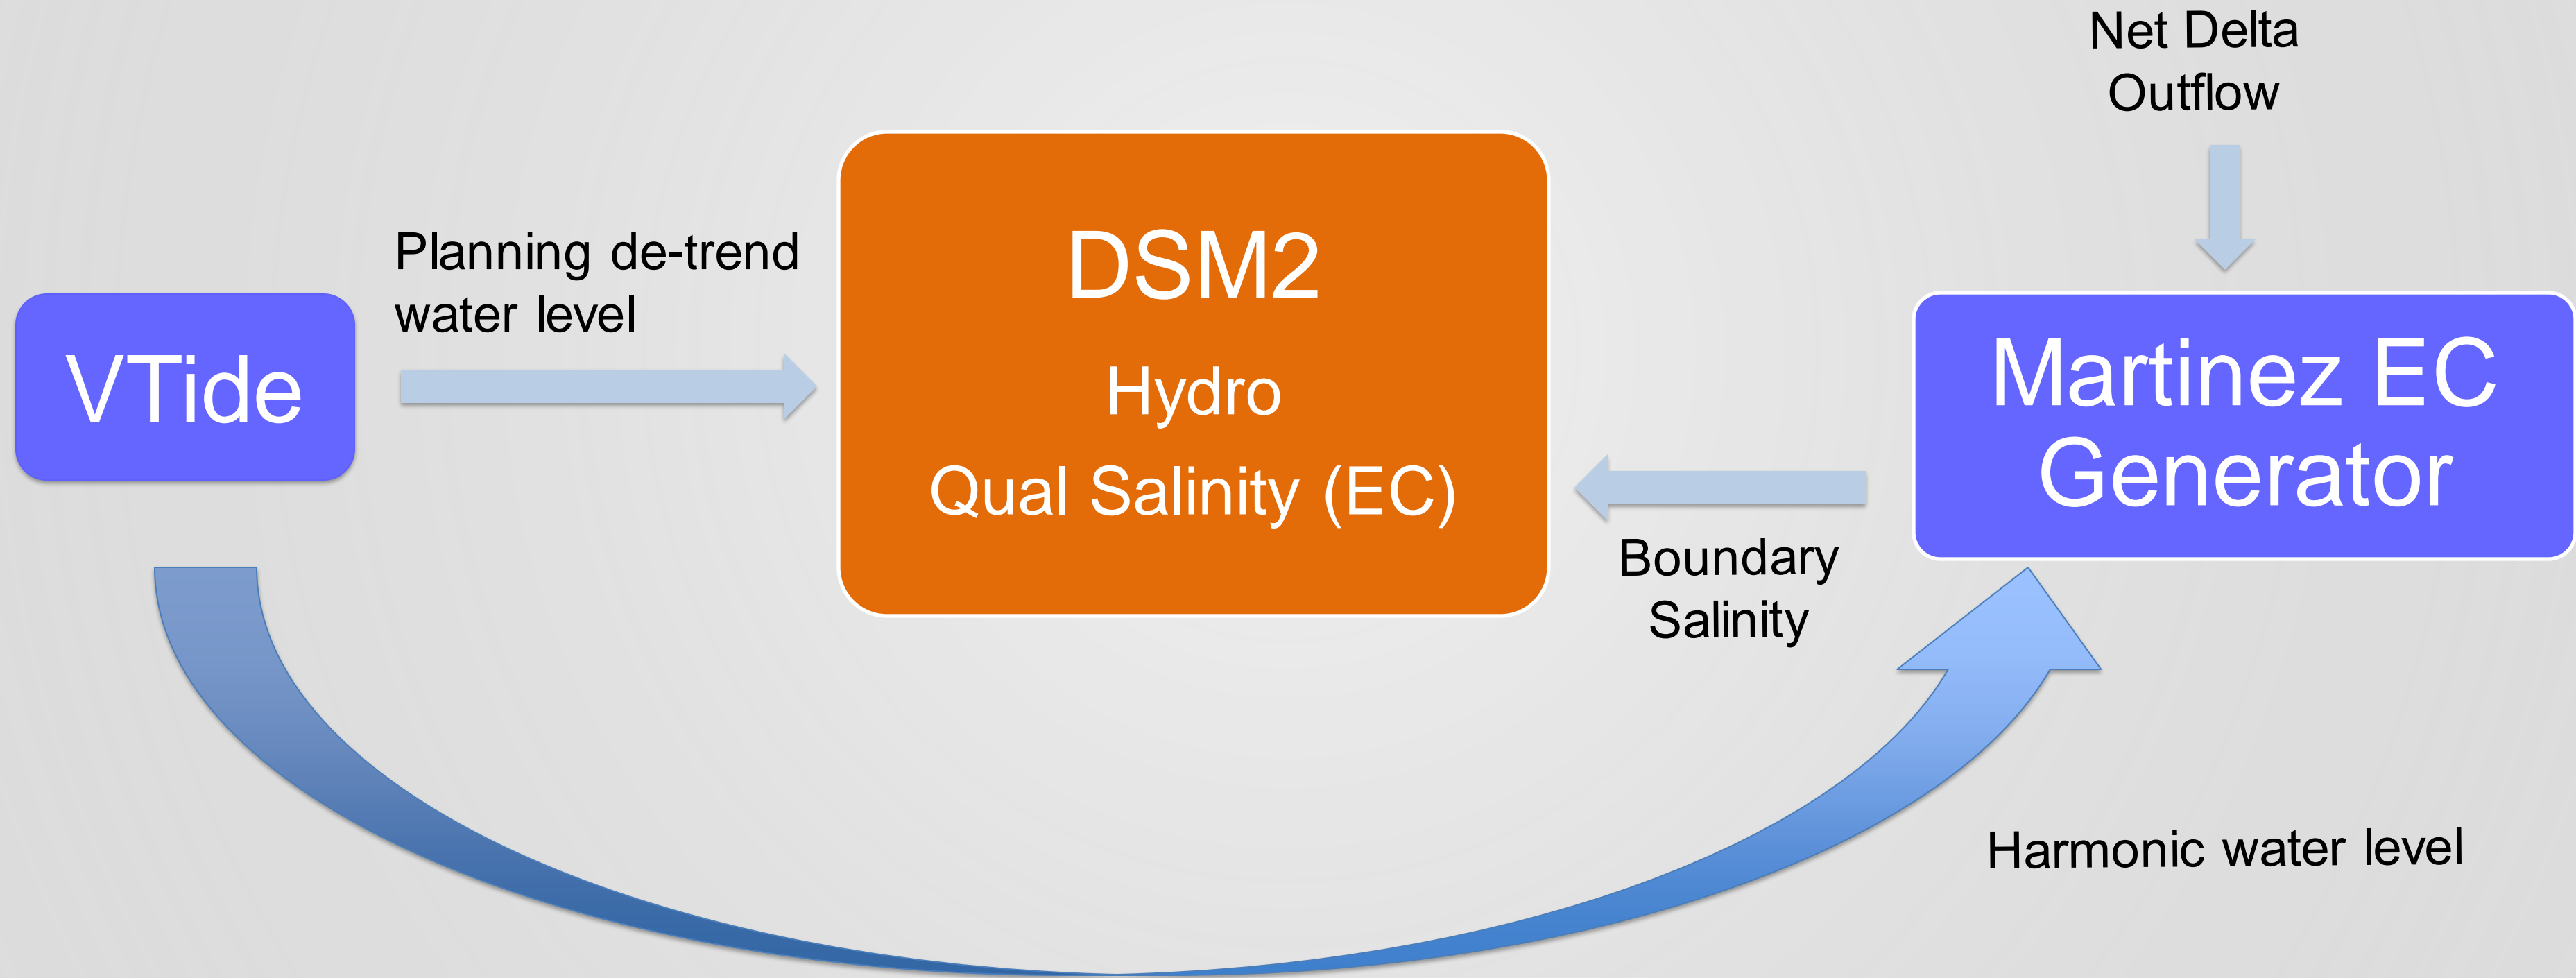 Net Delta
Outflow
Planning de-trend
water level
VTide
DSM2
Hydro
Qual Salinity (EC)
Martinez EC
Generator
Boundary
Salinity
Harmonic water level